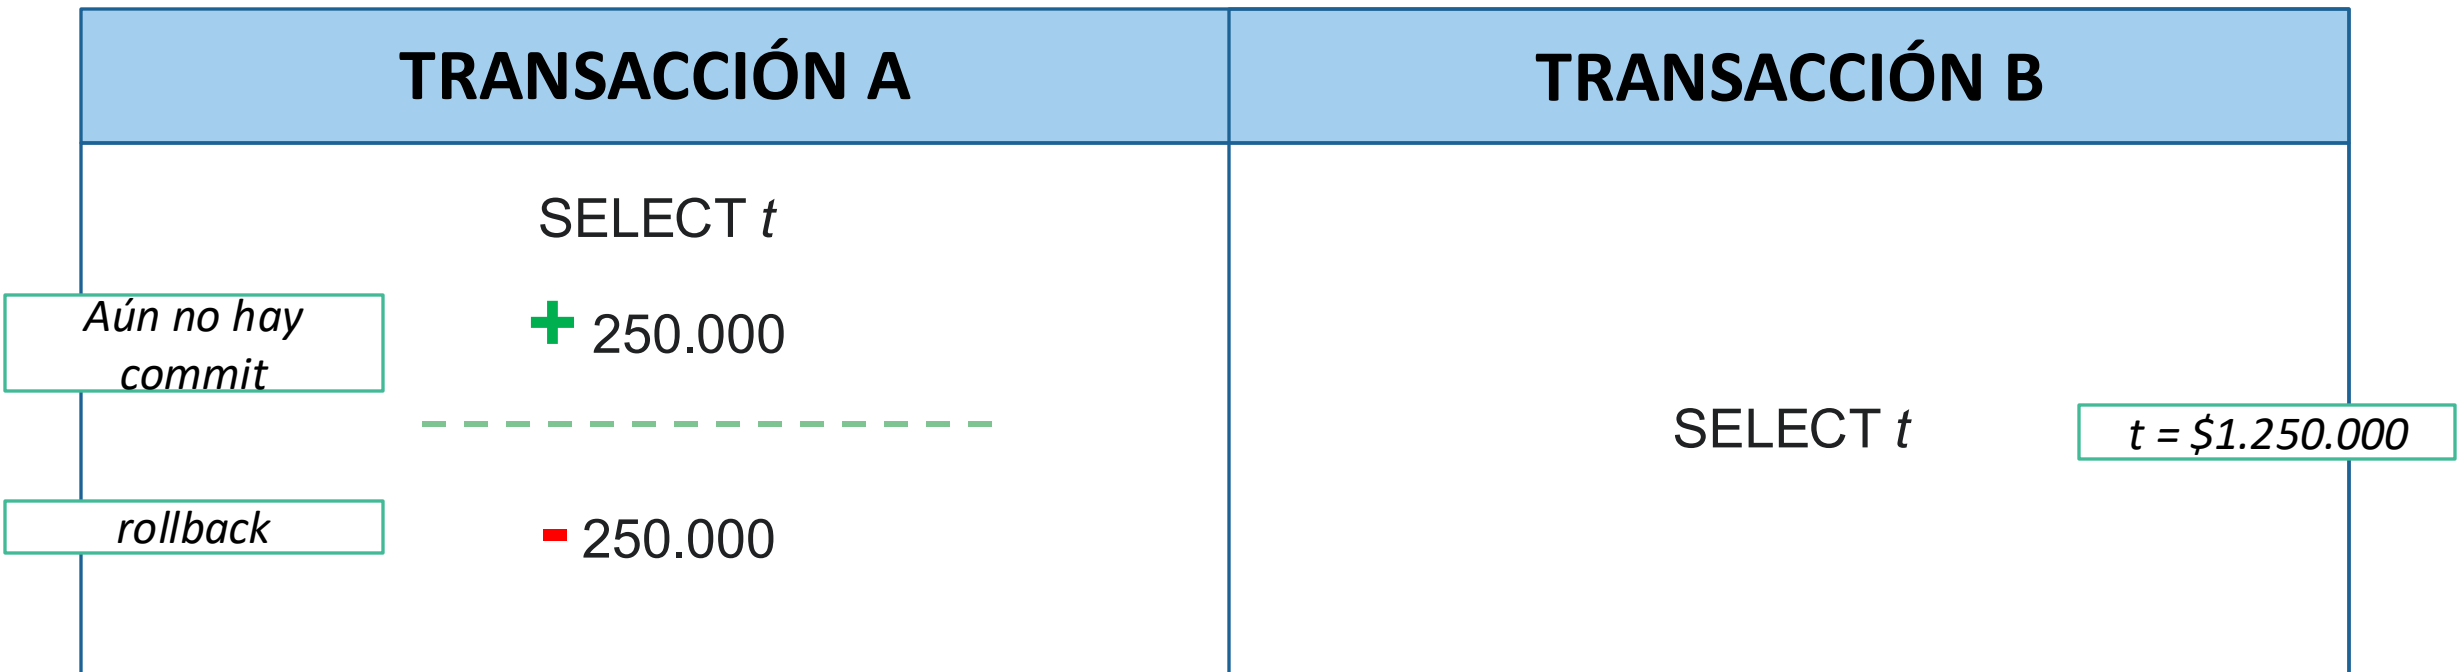 TRANSACCIÓN A
TRANSACCIÓN B
SELECT t
Aún no hay
commit
+ 250.000
SELECT t
t = $1.250.000
rollback
- 250.000